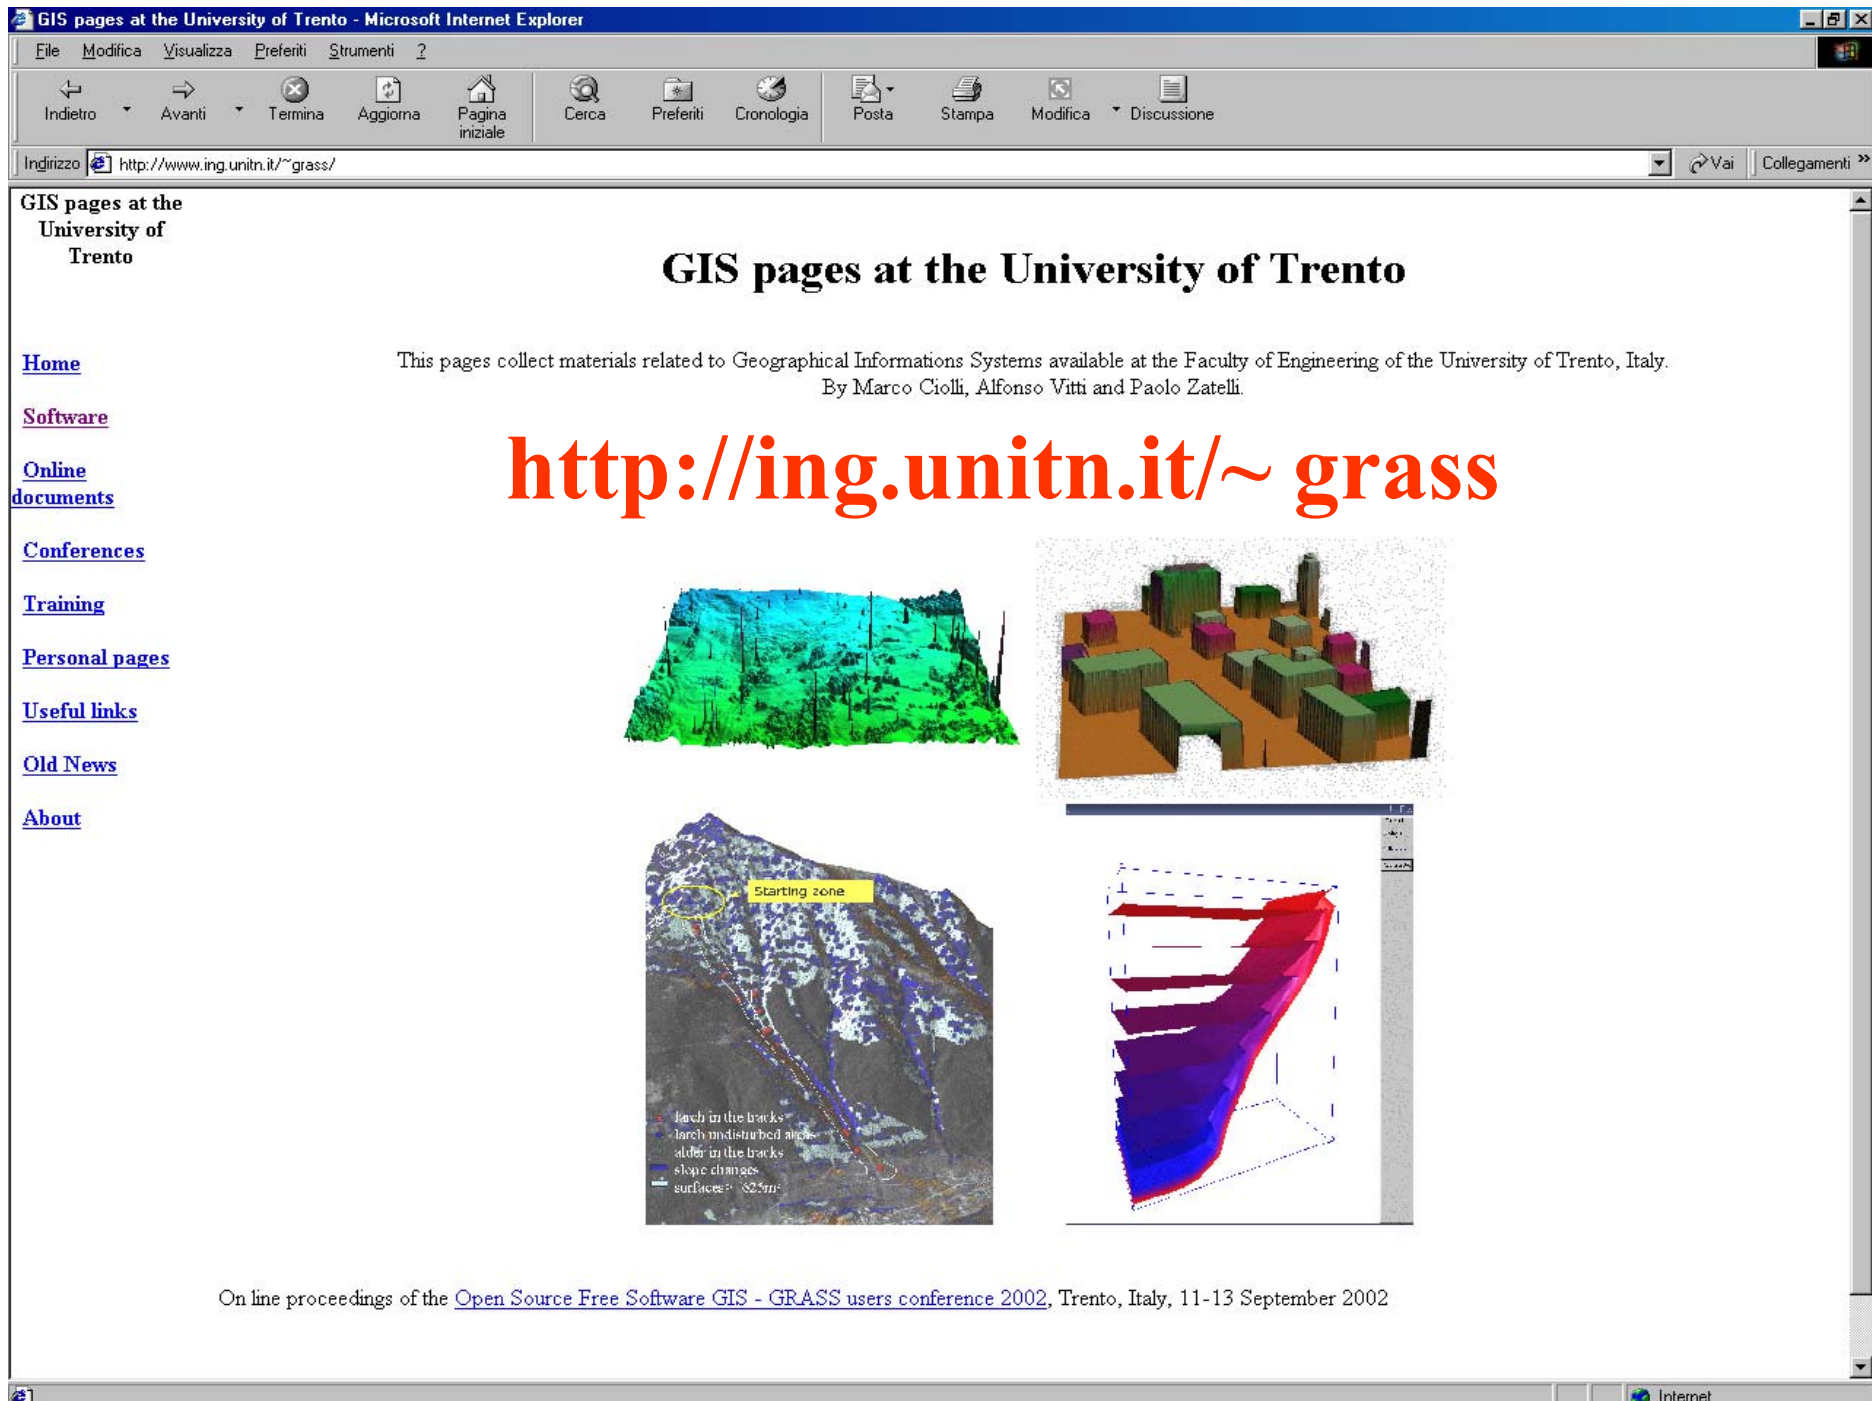 GIS pages at the University of Trento - Microsoft Internet Explorer
File Modifica Visualizza Preferiti Strumenti ?
Indietro Avanti Termina Aggiorna Pagina iniziale Cerca Preferiti Cronologia Posta Stampa Modifica Discussione
Indirizzo http://www.ing.unitn.it/~grass/ Vai Collegamenti »
GIS pages at the
University of
Trento
Home
Software
Online
documents
Conferences
Training
Personal pages
Useful links
Old News
About
GIS pages at the University of Trento
This pages collect materials related to Geographical Informations Systems available at the Faculty of Engineering of the University of Trento, Italy.
By Marco Ciolli, Alfonso Vitti and Paolo Zatelli.
http://ing.unitn.it/~ grass
Starting zone
larch in the tracks
larch undisturbed areas
alder in the tracks
slope changes
surfaces> 625m²
On line proceedings of the Open Source Free Software GIS - GRASS users conference 2002, Trento, Italy, 11-13 September 2002
Internet